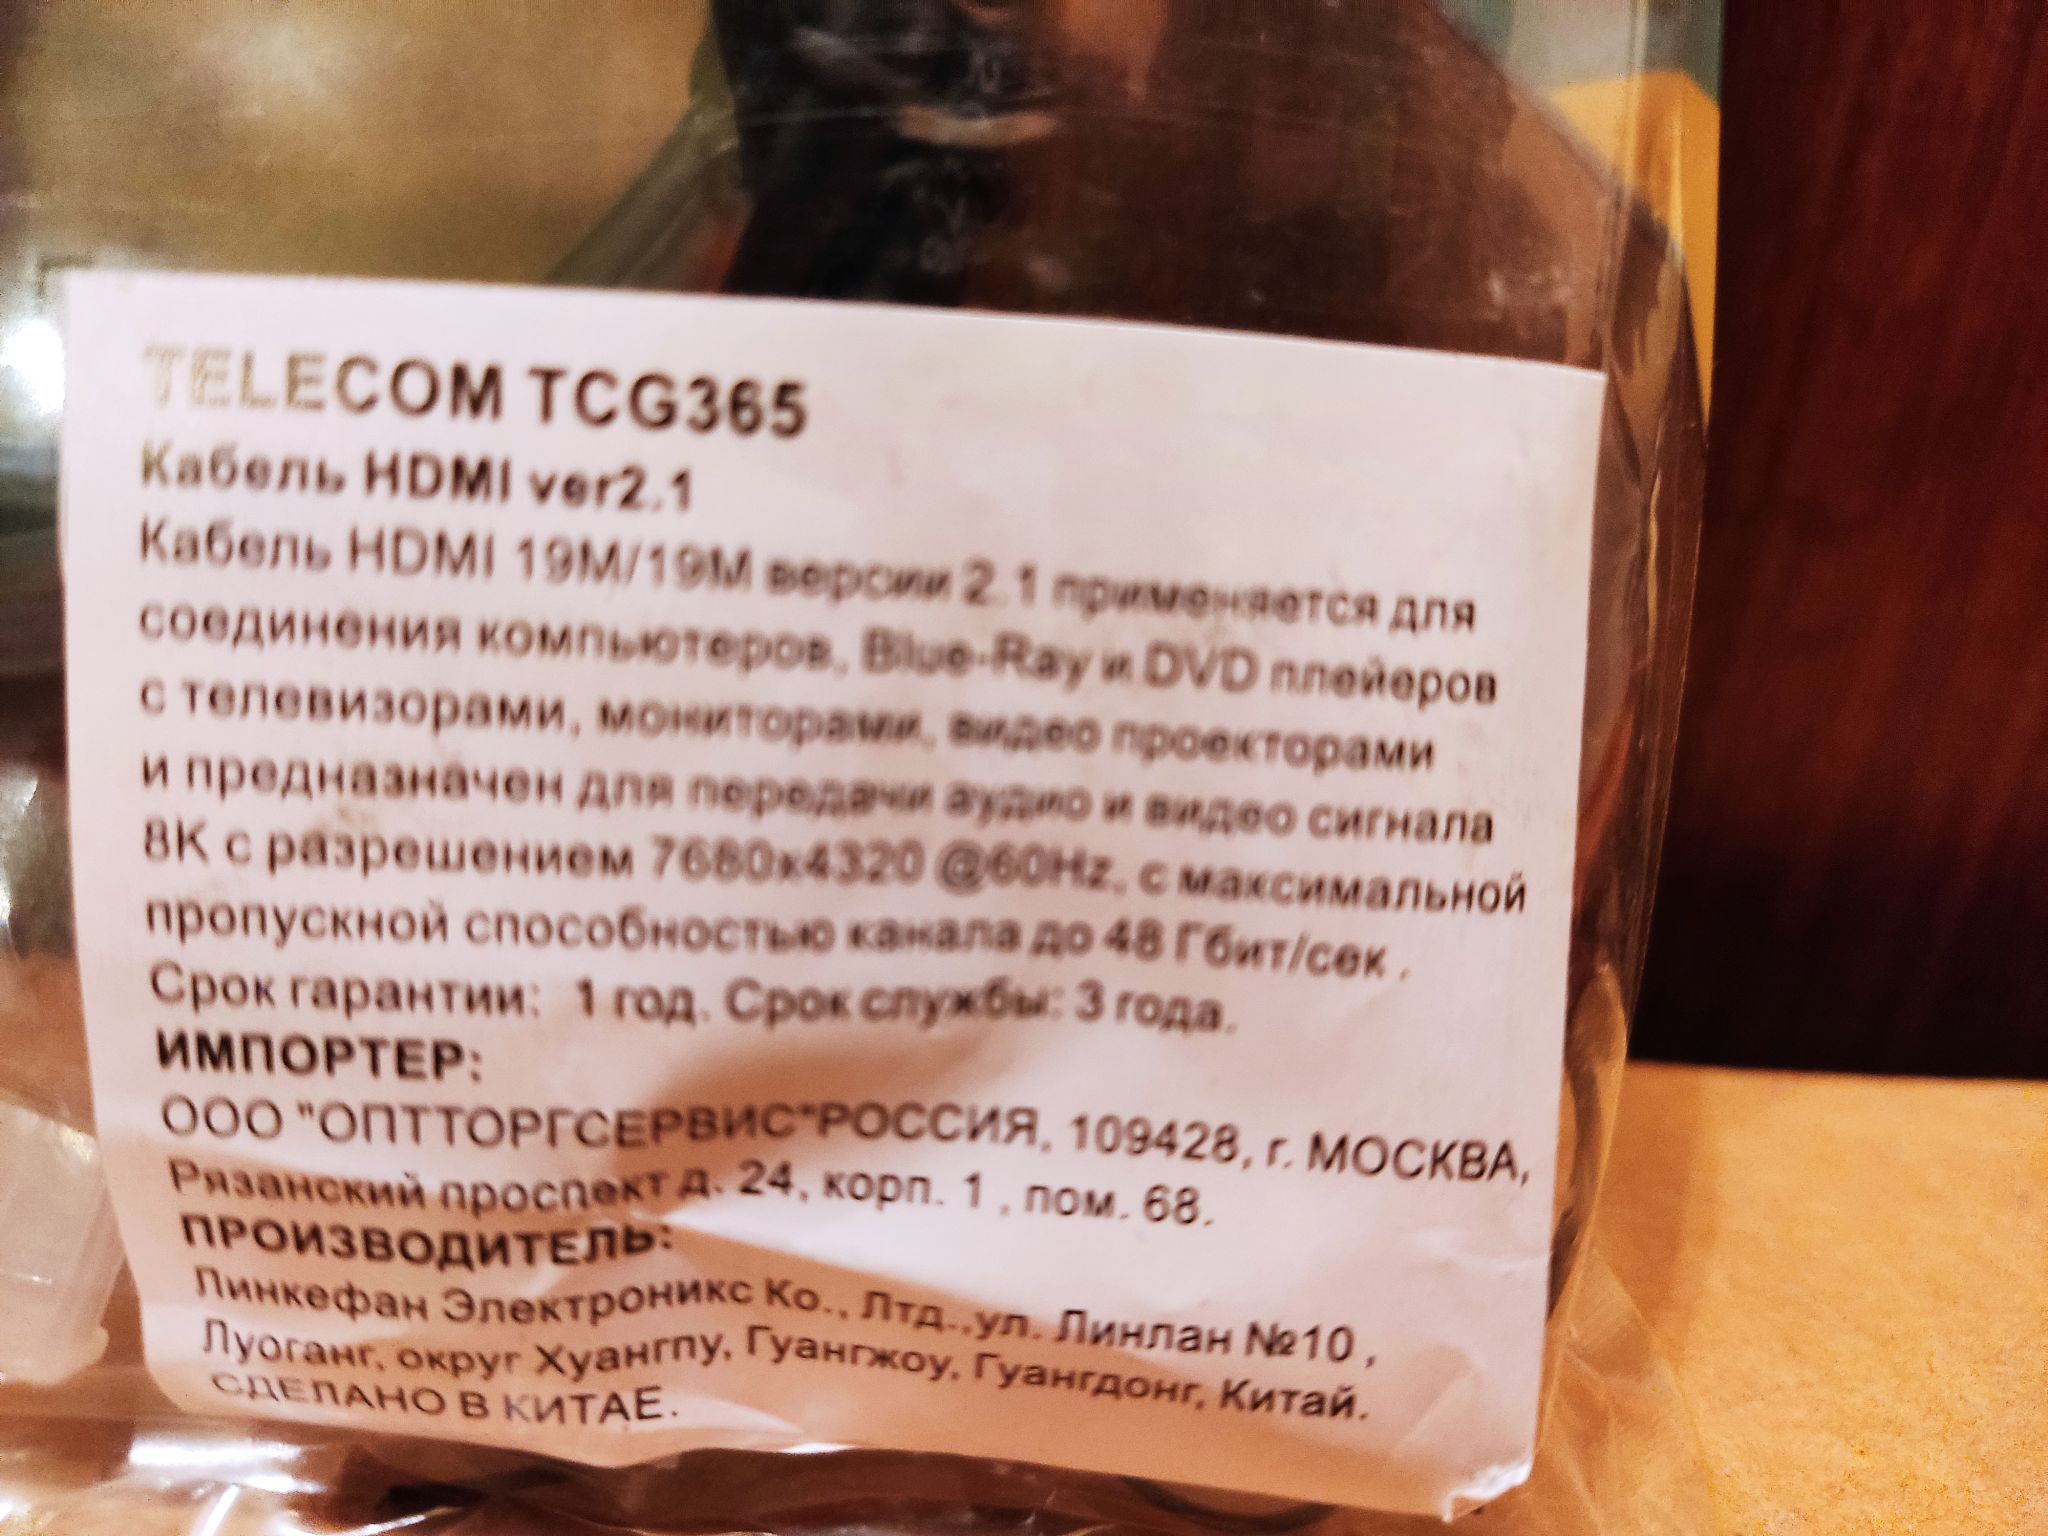 TELECOM TCG365
Кабель HDMI ver2.1
Кабель HDMI 19M/19M версии 2.1 применяется для
соединения компьютеров, Blue-Ray и DVD плейеров
с телевизорами, мониторами, видео проекторами
и предназначен для передачи аудио и видео сигнала
8К с разрешением 7680x4320 @60Hz, с максимальной
пропускной способностью канала до 48 Гбит/сек .
Срок гарантии: 1 год. Срок службы: 3 года.
ИМПОРТЕР:
ООО "ОПТТОРГСЕРВИС"РОССИЯ, 109428, г. МОСКВА,
Рязанский проспект д. 24, корп. 1 , пом. 68.
ПРОИЗВОДИТЕЛЬ:
Линкефан Электроникс Ко., Лтд.,ул. Линлан №10 ,
Луоганг, округ Хуангпу, Гуангжоу, Гуангдонг, Китай.
СДЕЛАНО В КИТАЕ.